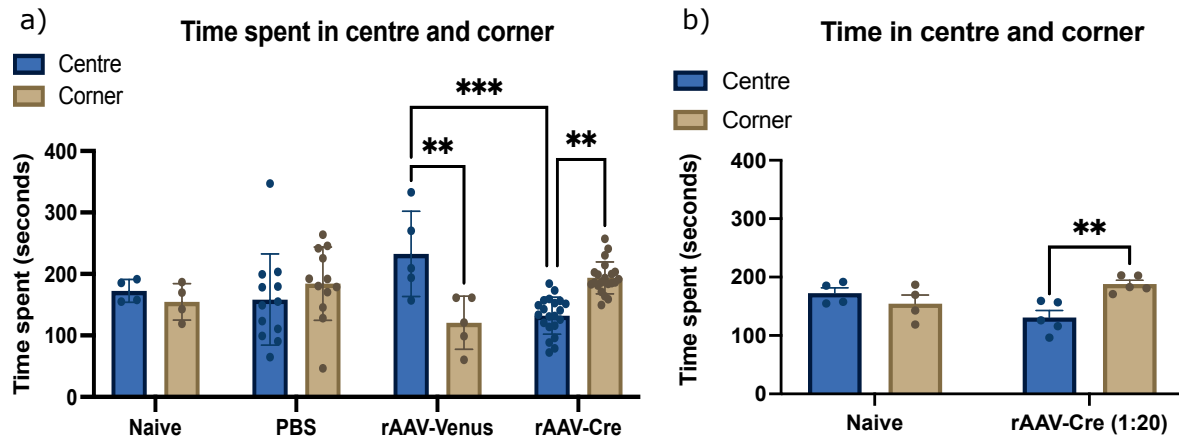 a)
Time spent in centre and corner
Centre
Corner
***
**
**
Time spent (seconds)
400
300
200
100
0
Naive
PBS
rAAV-Venus
rAAV-Cre
b)
Time in centre and corner
Centre
Corner
**
Time spent (seconds)
400
300
200
100
0
Naive
rAAV-Cre (1:20)